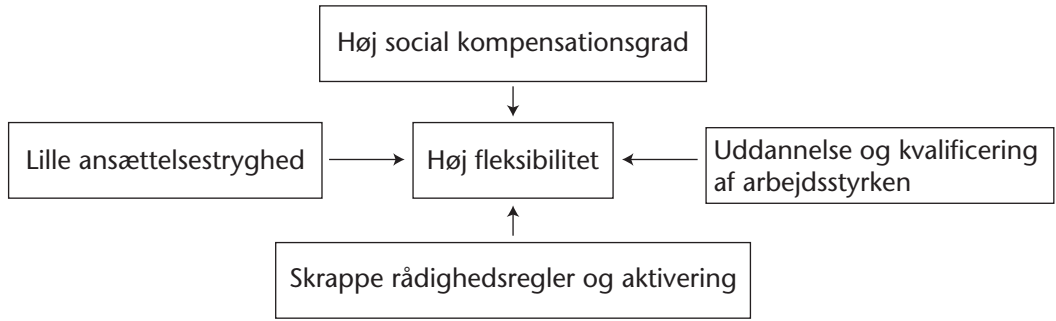 Høj social kompensationsgrad
Lille ansættelsestryghed
Høj fleksibilitet
Uddannelse og kvalificering
af arbejdsstyrken
Skrappe rådighedsregler og aktivering